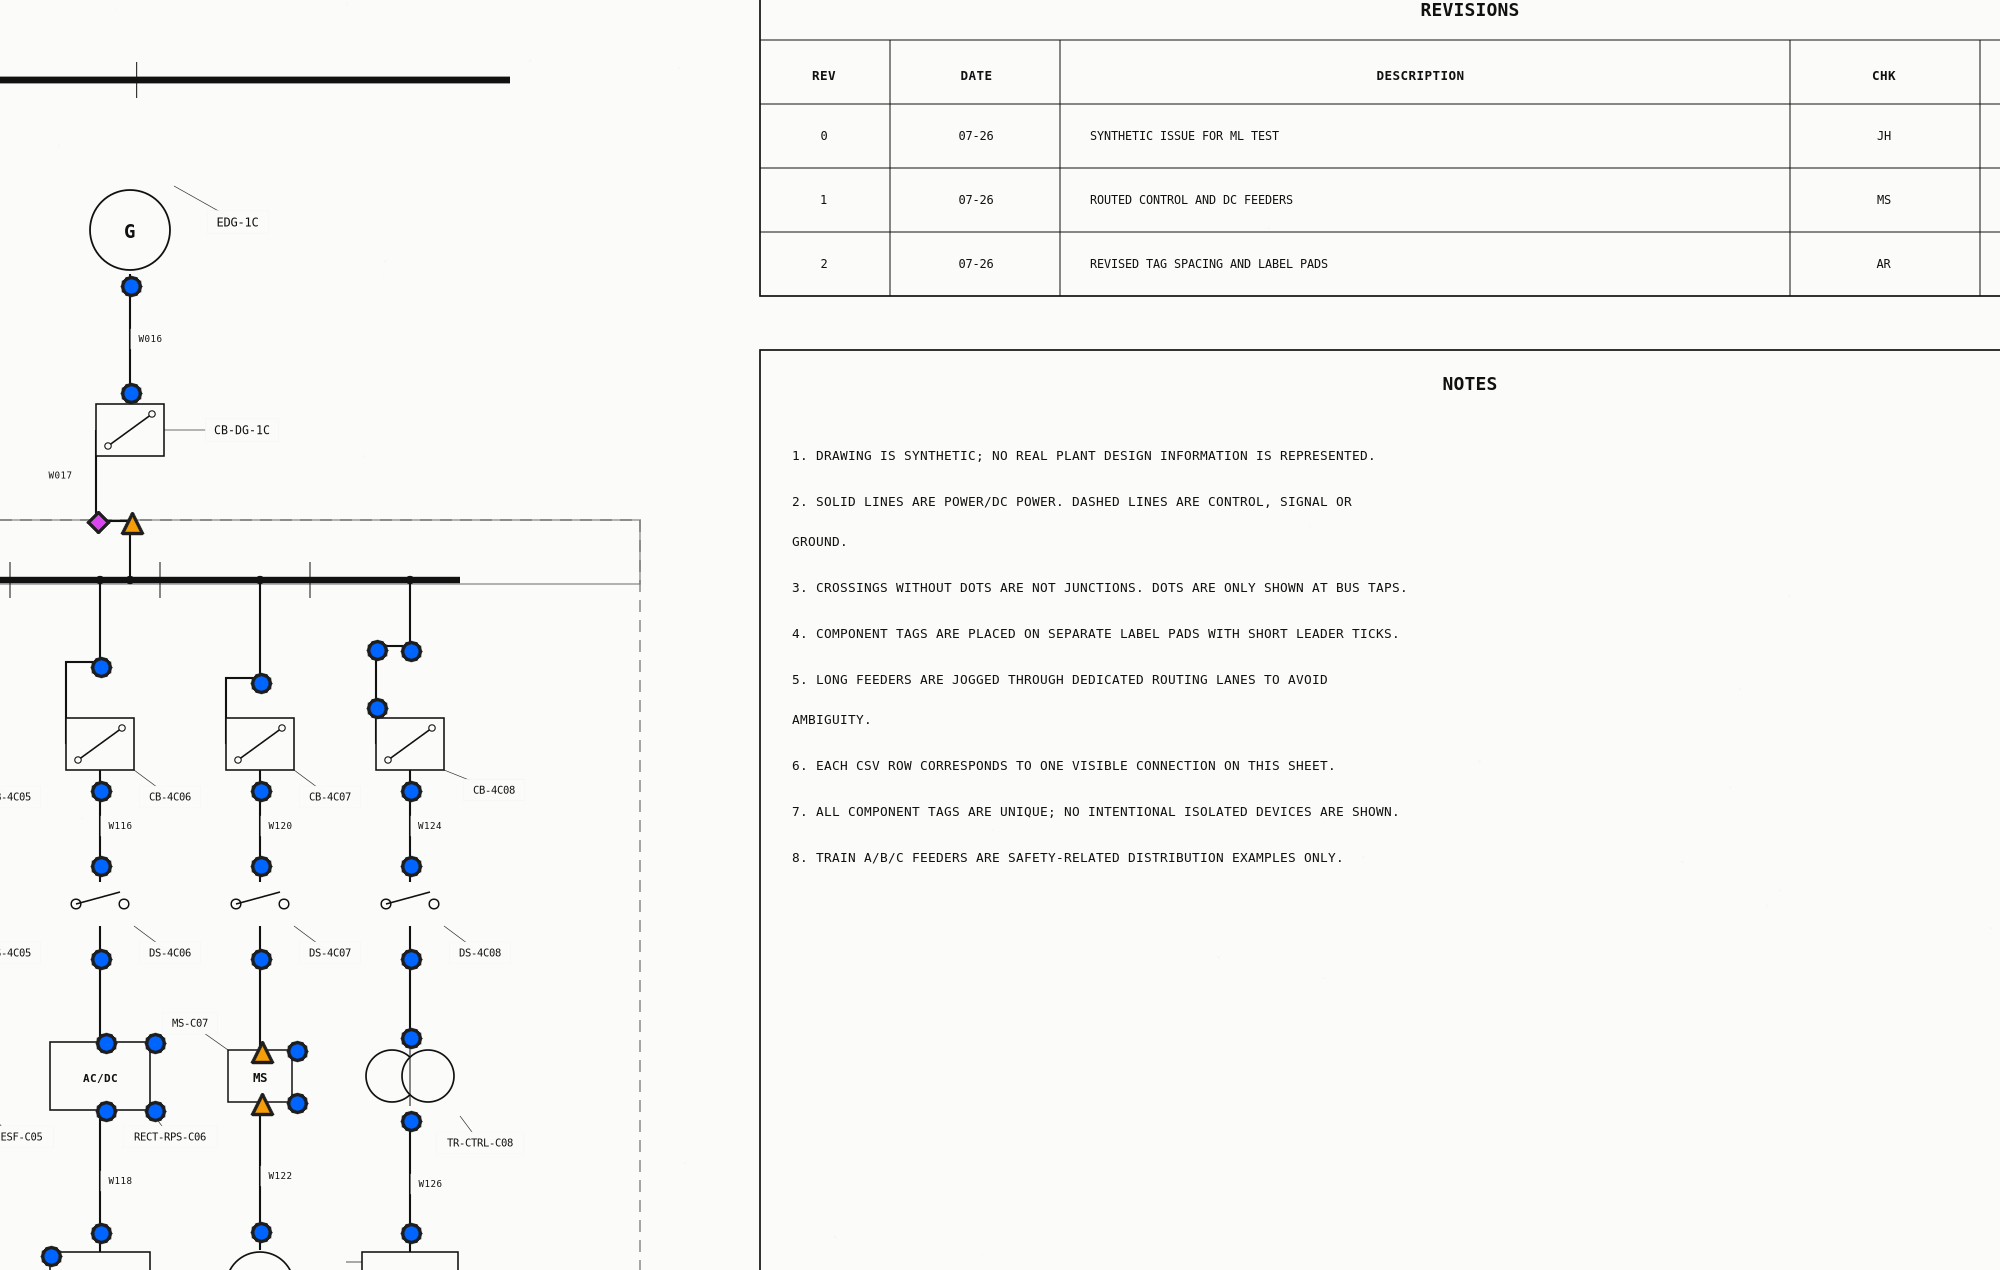 REVISIONS
REV DATE DESCRIPTION CHK
0 07-26 SYNTHETIC ISSUE FOR ML TEST JH
1 07-26 ROUTED CONTROL AND DC FEEDERS MS
2 07-26 REVISED TAG SPACING AND LABEL PADS AR
NOTES
1. DRAWING IS SYNTHETIC; NO REAL PLANT DESIGN INFORMATION IS REPRESENTED.
2. SOLID LINES ARE POWER/DC POWER. DASHED LINES ARE CONTROL, SIGNAL OR
GROUND.
3. CROSSINGS WITHOUT DOTS ARE NOT JUNCTIONS. DOTS ARE ONLY SHOWN AT BUS TAPS.
4. COMPONENT TAGS ARE PLACED ON SEPARATE LABEL PADS WITH SHORT LEADER TICKS.
5. LONG FEEDERS ARE JOGGED THROUGH DEDICATED ROUTING LANES TO AVOID
AMBIGUITY.
6. EACH CSV ROW CORRESPONDS TO ONE VISIBLE CONNECTION ON THIS SHEET.
7. ALL COMPONENT TAGS ARE UNIQUE; NO INTENTIONAL ISOLATED DEVICES ARE SHOWN.
8. TRAIN A/B/C FEEDERS ARE SAFETY-RELATED DISTRIBUTION EXAMPLES ONLY.
EDG-1C
G
W016
CB-DG-1C
W017
CB-4C08
-4C05 CB-4C06 CB-4C07
W116 W120 W124
-4C05 DS-4C06 DS-4C07 DS-4C08
MS-C07
AC/DC MS
ESF-C05 RECT-RPS-C06 TR-CTRL-C08
W118 W122 W126